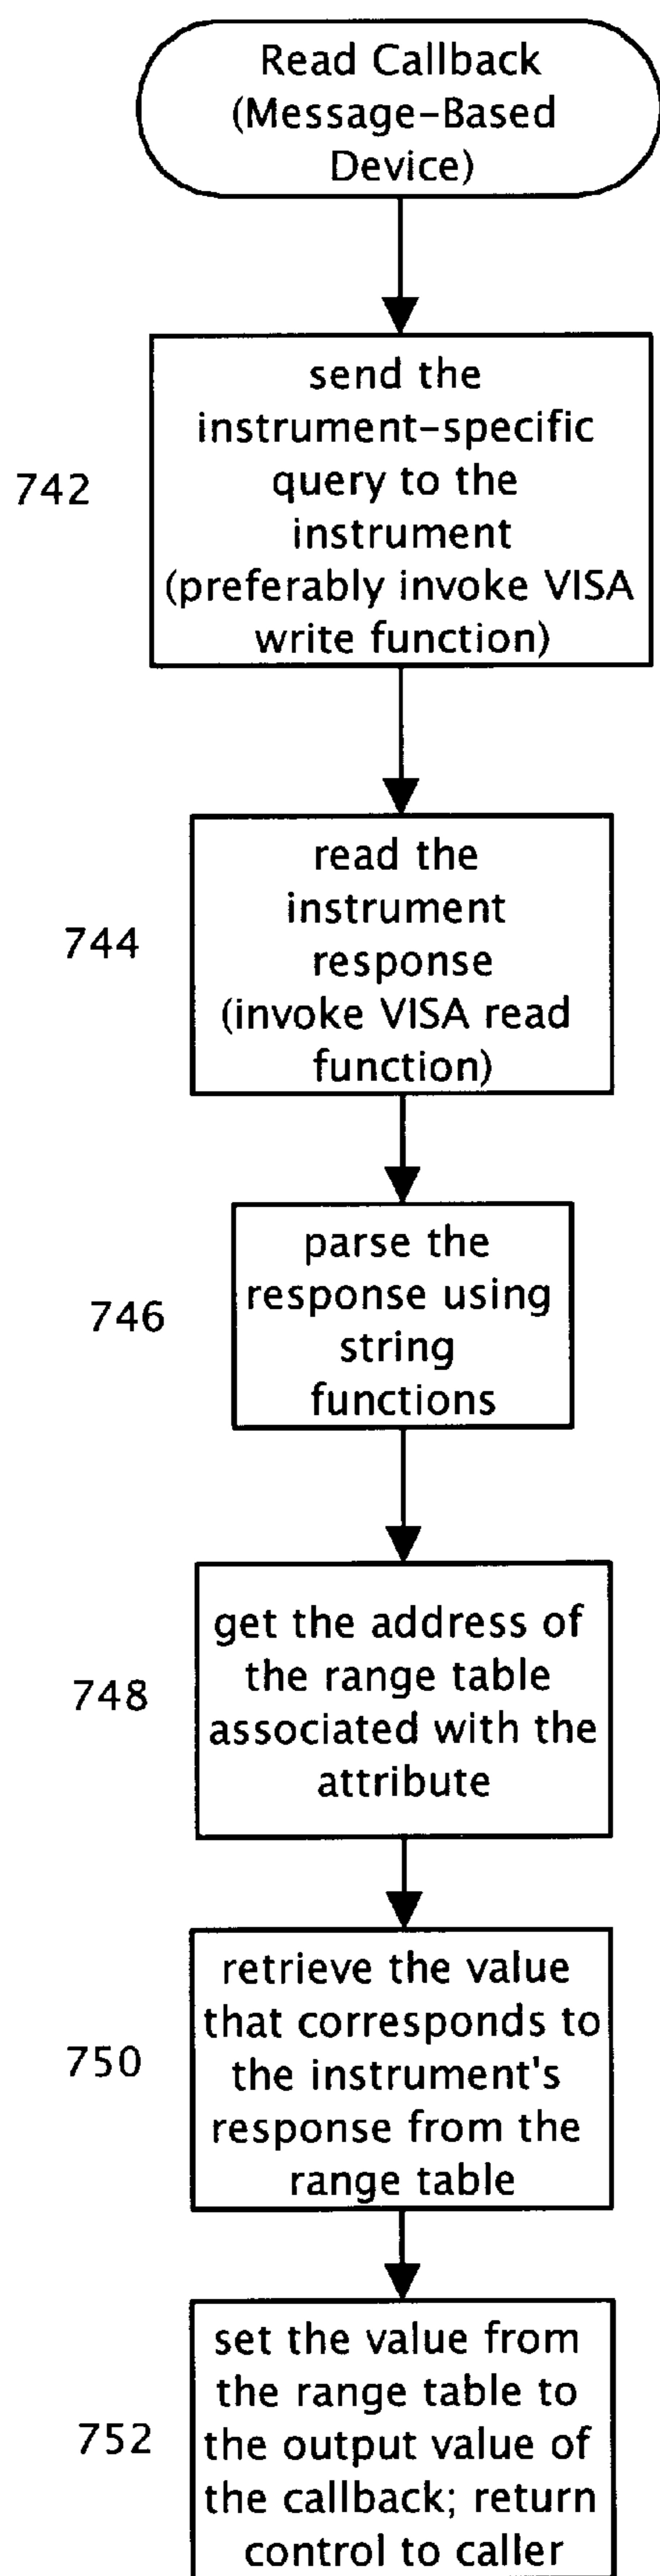 Read Callback
(Message-Based
Device)
742
send the
instrument-specific
query to the
instrument
(preferably invoke VISA
write function)
744
read the
instrument
response
(invoke VISA read
function)
746
parse the
response using
string
functions
748
get the address of
the range table
associated with the
attribute
750
retrieve the value
that corresponds to
the instrument's
response from the
range table
752
set the value from
the range table to
the output value of
the callback; return
control to caller